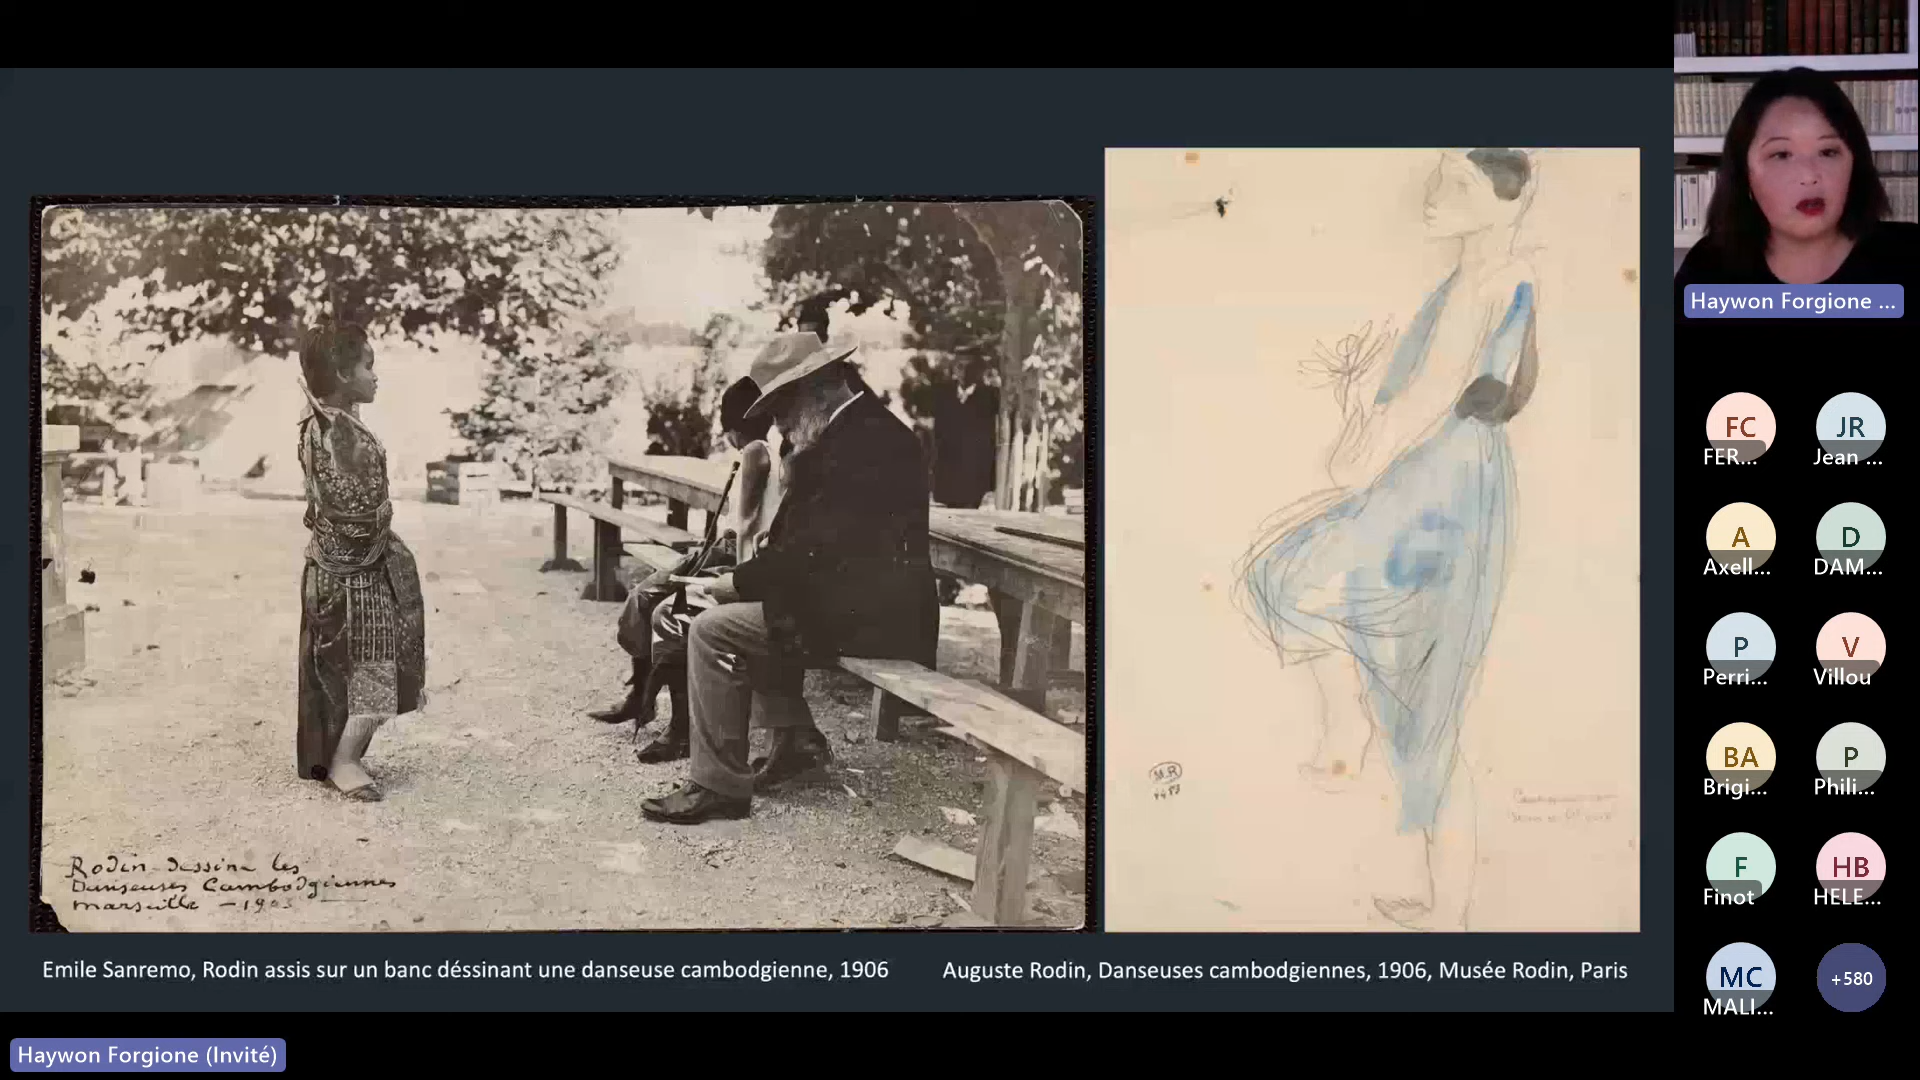 Rodin dessine les
Danseuses Cambodgiennes
Marseille
M.R
Emile Sanremo, Rodin assis sur un banc déssinant une danseuse cambodgienne, 1906
Auguste Rodin, Danseuses cambodgiennes, 1906, Musée Rodin, Paris
Haywon Forgione (Invité)
Haywon Forgione ...
FC
FER...
JR
Jean ...
A
Axell...
D
DAM...
P
Perri...
V
Villou
BA
Brigi...
P
Phili...
F
Finot
HB
HELE...
MC
MALI...
+580